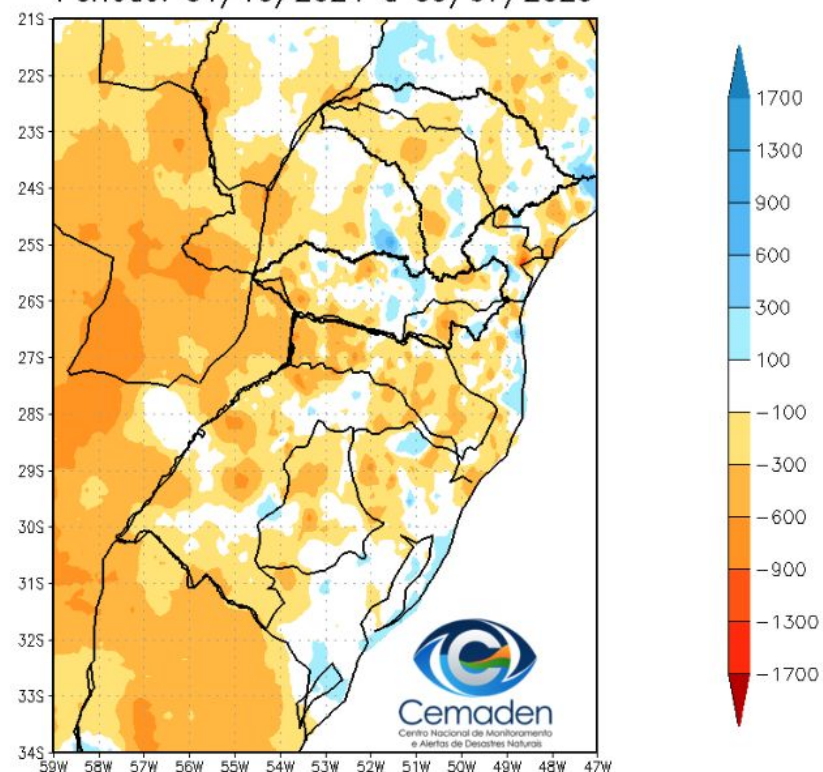 21S
22S
23S
24S
25S
26S
27S
28S
29S
30S
31S
32S
33S
34S
59W 58W 57W 56W 55W 54W 53W 52W 51W 50W 49W 48W 47W
1700
1300
900
600
300
100
-100
-300
-600
-900
-1300
-1700
Cemaden
Centro Nacional de Monitoramento
e Alertas de Desastres Naturais